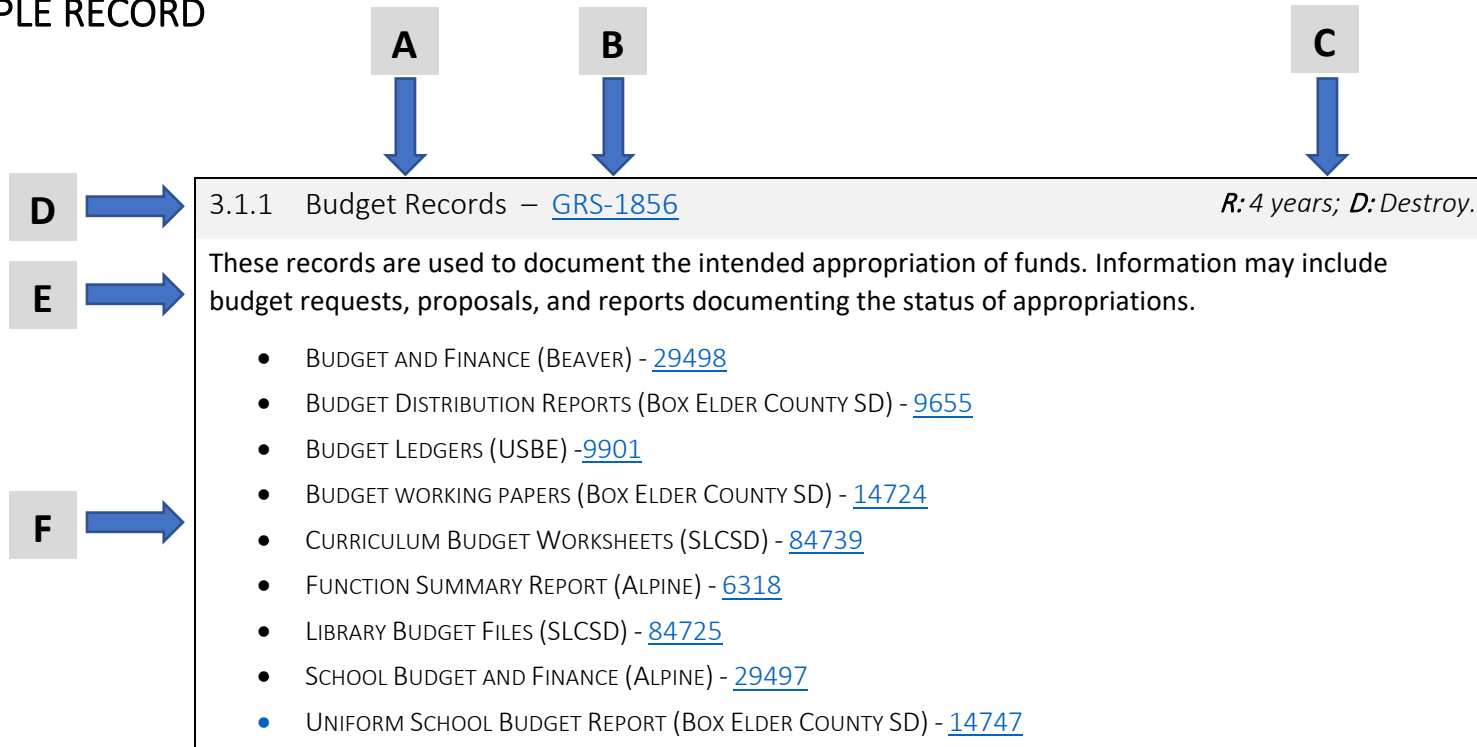 PLE RECORD
A B C
D 3.1.1 Budget Records – GRS-1856 R: 4 years; D: Destroy.
E These records are used to document the intended appropriation of funds. Information may include
budget requests, proposals, and reports documenting the status of appropriations.
• BUDGET AND FINANCE (BEAVER) - 29498
• BUDGET DISTRIBUTION REPORTS (BOX ELDER COUNTY SD) - 9655
• BUDGET LEDGERS (USBE) -9901
• BUDGET WORKING PAPERS (BOX ELDER COUNTY SD) - 14724
F
• CURRICULUM BUDGET WORKSHEETS (SLCSD) - 84739
• FUNCTION SUMMARY REPORT (ALPINE) - 6318
• LIBRARY BUDGET FILES (SLCSD) - 84725
• SCHOOL BUDGET AND FINANCE (ALPINE) - 29497
• UNIFORM SCHOOL BUDGET REPORT (BOX ELDER COUNTY SD) - 14747